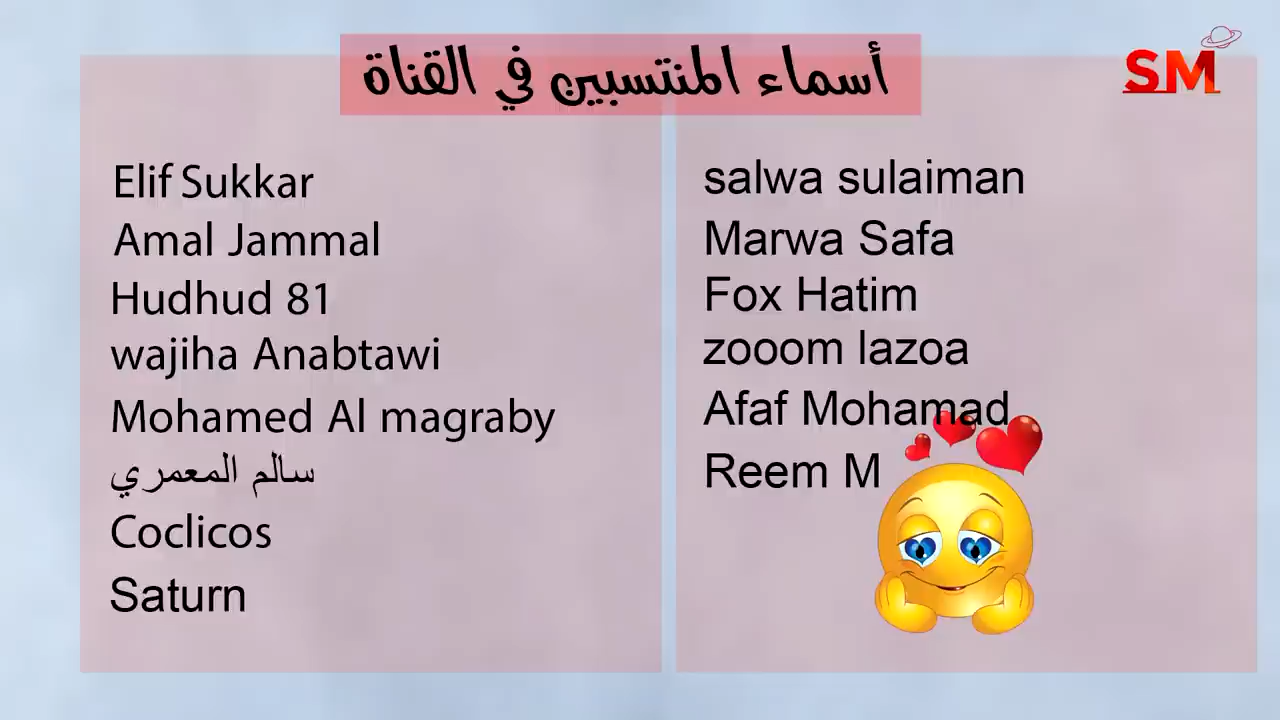 أسماء المنتسبين في القناة
SM
Elif Sukkar
Amal Jammal
Hudhud 81
wajiha Anabtawi
Mohamed Al magraby
سالم المعمري
Coclicos
Saturn
salwa sulaiman
Marwa Safa
Fox Hatim
zooom lazoa
Afaf Mohamad
Reem M